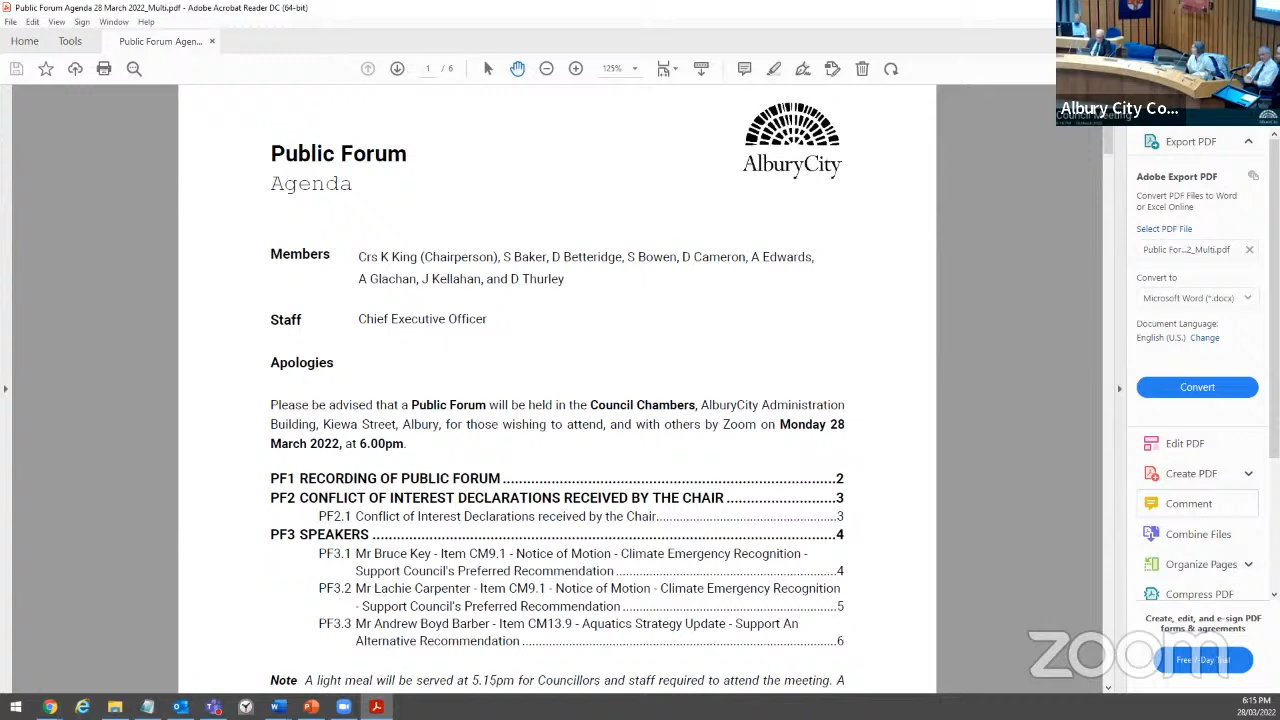 Public Forum Agenda 28 March 2022_Multi.pdf - Adobe Acrobat Reader DC (64-bit)
File Edit View Sign Window Help
Home Tools Public Forum Agen... ×
1 / 6 125%
Albury City Co...
AlburyCity
Public Forum
Agenda
Members Crs K King (Chairperson), S Baker, D Betteridge, S Bowen, D Cameron, A Edwards,
A Glachan, J Kellahan, and D Thurley
Staff Chief Executive Officer
Apologies
Please be advised that a Public Forum will be held in the Council Chambers, AlburyCity Administration
Building, Kiewa Street, Albury, for those wishing to attend, and with others by Zoom on Monday 28
March 2022, at 6.00pm.
PF1 RECORDING OF PUBLIC FORUM ... 2
PF2 CONFLICT OF INTEREST DECLARATIONS RECEIVED BY THE CHAIR ... 3
PF2.1 Conflict of Interest Declarations received by the Chair... 3
PF3 SPEAKERS ... 4
PF3.1 Mr Bruce Key - Item CM9.1 - Notice of Motion - Climate Emergency Recognition -
Support Council's Preferred Recommendation ... 4
PF3.2 Mr Lachie Carpenter - Item CM9.1 - Notice of Motion - Climate Emergency Recognition
- Support Council's Preferred Recommendation ... 5
PF3.3 Mr Andrew Boyd Barber - Item CM13.9 - Aquatics Strategy Update - Support An
Alternative Recommendation ... 6
Note A light meal will be served at 5.15pm for Councillors and staff required to attend the meeting. A
Export PDF
Adobe Export PDF
Convert PDF Files to Word
or Excel Online
Select PDF File
Public For...2_Multi.pdf ×
Convert to
Microsoft Word (*.docx)
Document Language:
English (U.S.) Change
Convert
Edit PDF
Create PDF
Comment
Combine Files
Organize Pages
Compress PDF
Create, edit, and e-sign PDF
forms & agreements
Free 7-Day Trial
zoom
6:15 PM
28/03/2022